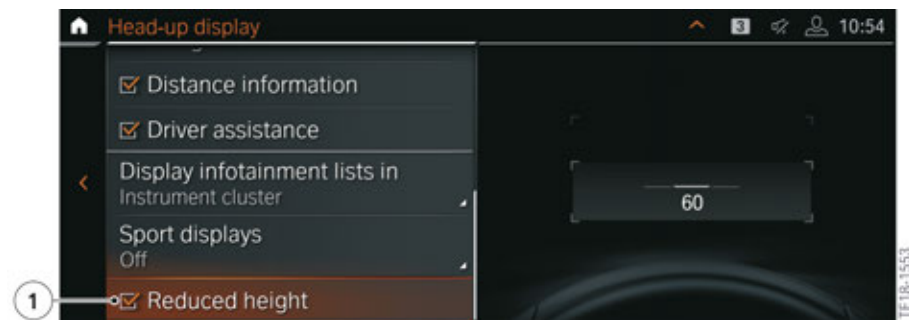 Head-up display
3
10:54
Distance information
Driver assistance
Display infotainment lists in
Instrument cluster
Sport displays
Off
Reduced height
60
1
TE18-1553